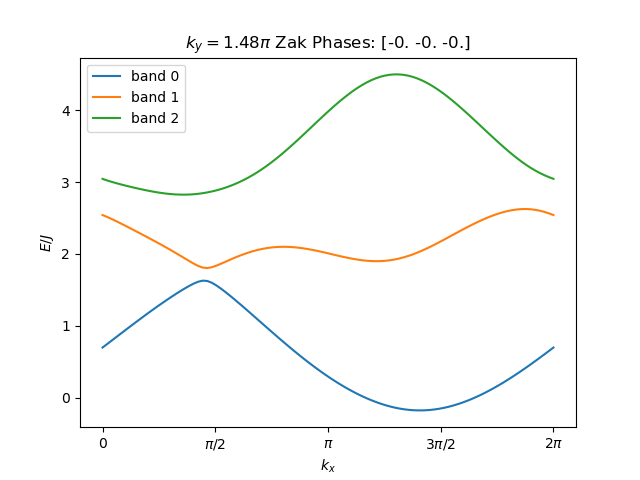 $k_y = 1.48\pi$ Zak Phases: [-0. -0. -0.]
band 0
band 1
band 2
4
3
2
1
0
E/J
0 π/2 π 3π/2 2π
$k_x$